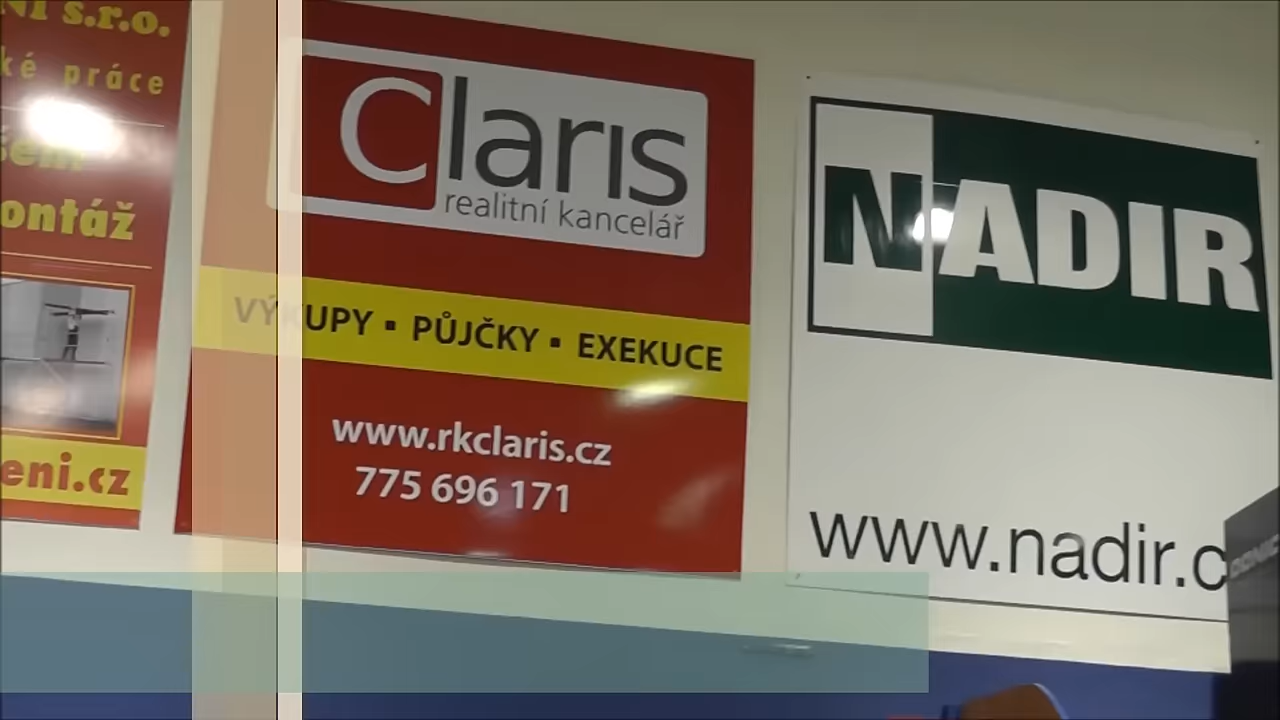 s.r.o.
ké práce
ontáž
eni.cz
Claris
realitní kancelář
VÝKUPY ▪ PŮJČKY ▪ EXEKUCE
www.rkclaris.cz
775 696 171
NADIR
www.nadir.c